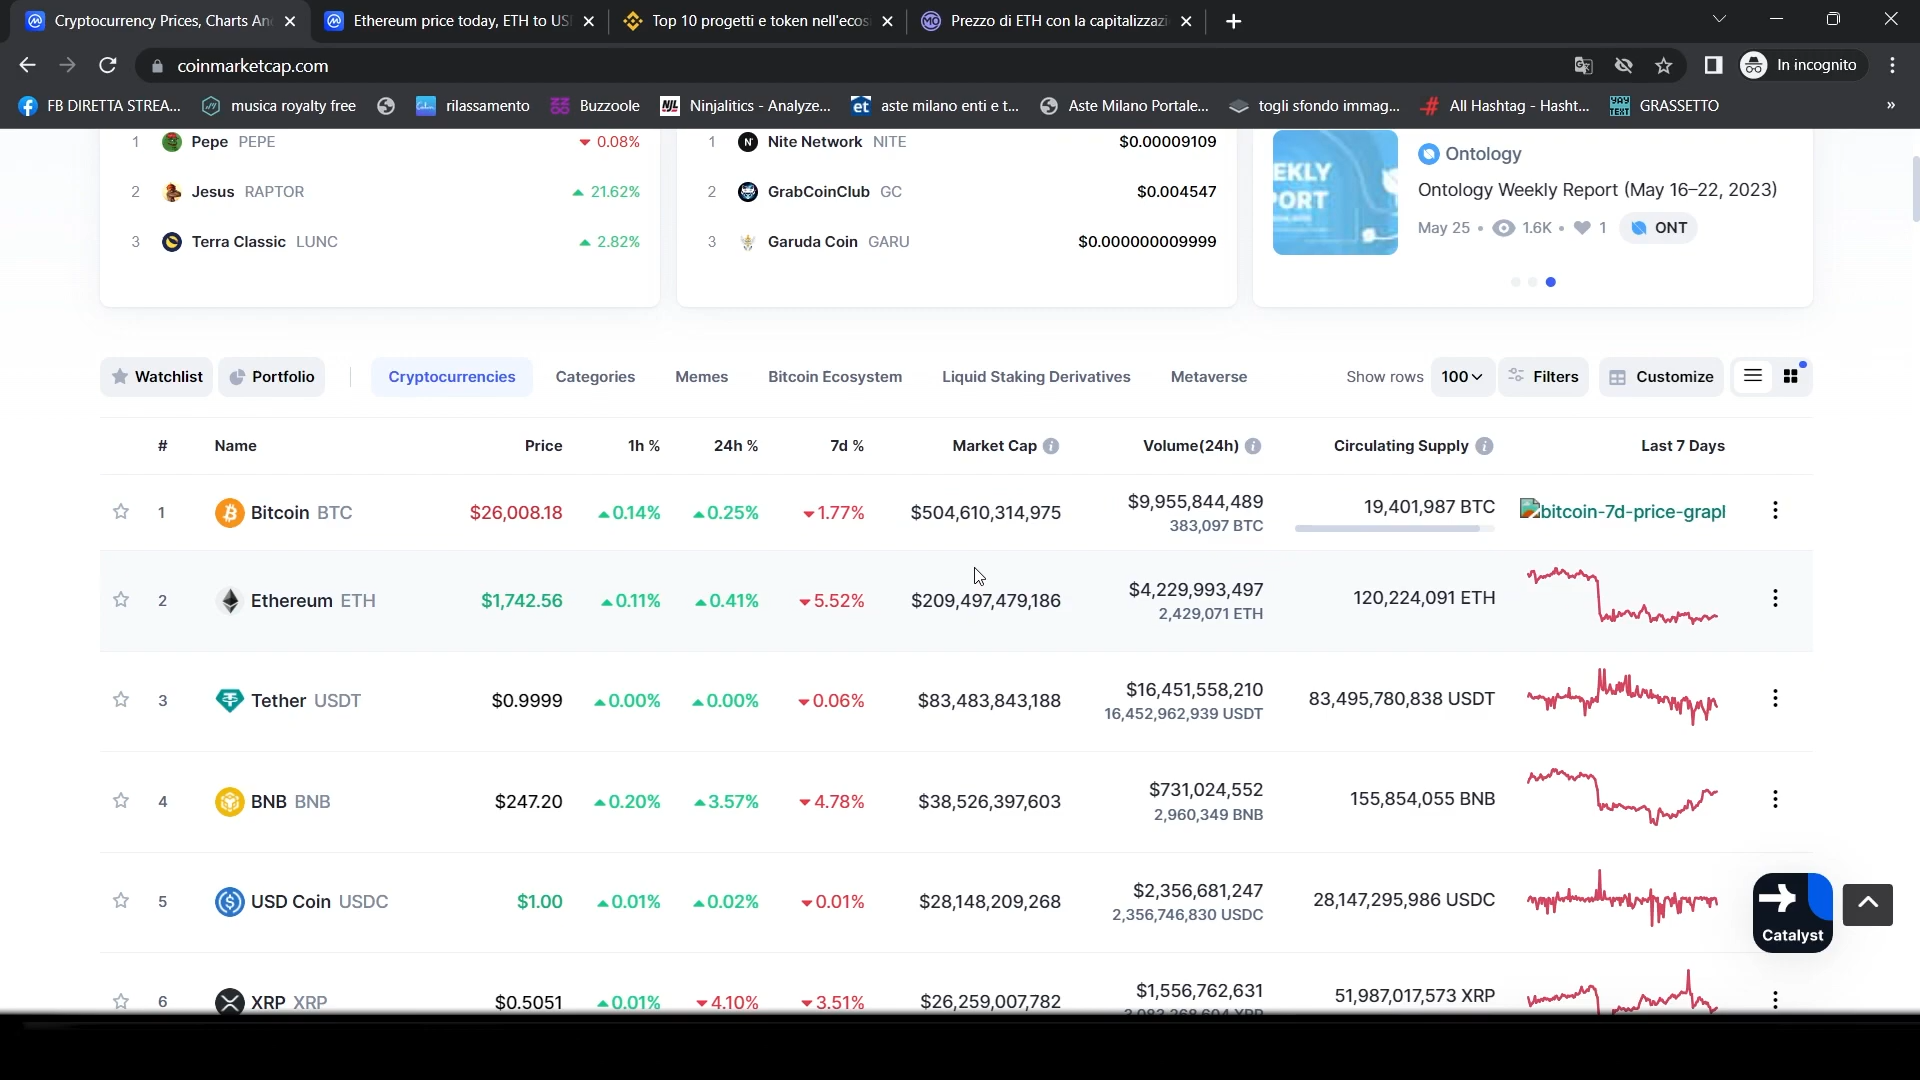 Cryptocurrency Prices, Charts An
Ethereum price today, ETH to US
Top 10 progetti e token nell'ecos
Prezzo di ETH con la capitalizzazi
coinmarketcap.com
In incognito
FB DIRETTA STREA...
musica royalty free
rilassamento
Buzzoole
Ninjalitics - Analyze...
aste milano enti e t...
Aste Milano Portale...
togli sfondo immag...
All Hashtag - Hasht...
GRASSETTO
1 Pepe PEPE 0.08%
2 Jesus RAPTOR 21.62%
3 Terra Classic LUNC 2.82%
1 Nite Network NITE $0.00009109
2 GrabCoinClub GC $0.004547
3 Garuda Coin GARU $0.000000009999
EKLY
PORT
Ontology
Ontology Weekly Report (May 16–22, 2023)
May 25 • 1.6K • 1 ONT
Watchlist Portfolio Cryptocurrencies Categories Memes Bitcoin Ecosystem Liquid Staking Derivatives Metaverse Show rows 100 Filters Customize
# Name Price 1h % 24h % 7d % Market Cap Volume(24h) Circulating Supply Last 7 Days
1 Bitcoin BTC $26,008.18 0.14% 0.25% 1.77% $504,610,314,975 $9,955,844,489 19,401,987 BTC bitcoin-7d-price-grapl
383,097 BTC
2 Ethereum ETH $1,742.56 0.11% 0.41% 5.52% $209,497,479,186 $4,229,993,497 120,224,091 ETH
2,429,071 ETH
3 Tether USDT $0.9999 0.00% 0.00% 0.06% $83,483,843,188 $16,451,558,210 83,495,780,838 USDT
16,452,962,939 USDT
4 BNB BNB $247.20 0.20% 3.57% 4.78% $38,526,397,603 $731,024,552 155,854,055 BNB
2,960,349 BNB
5 USD Coin USDC $1.00 0.01% 0.02% 0.01% $28,148,209,268 $2,356,681,247 28,147,295,986 USDC
2,356,746,830 USDC
Catalyst
6 XRP XRP $0.5051 0.01% 4.10% 3.51% $26,259,007,782 $1,556,762,631 51,987,017,573 XRP